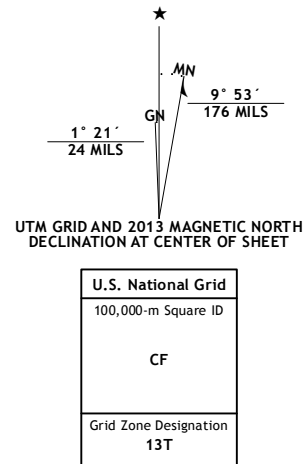 ★
MN
GN
9° 53´
176 MILS
1° 21´
24 MILS
UTM GRID AND 2013 MAGNETIC NORTH
DECLINATION AT CENTER OF SHEET
U.S. National Grid
100,000-m Square ID
CF
Grid Zone Designation
13T